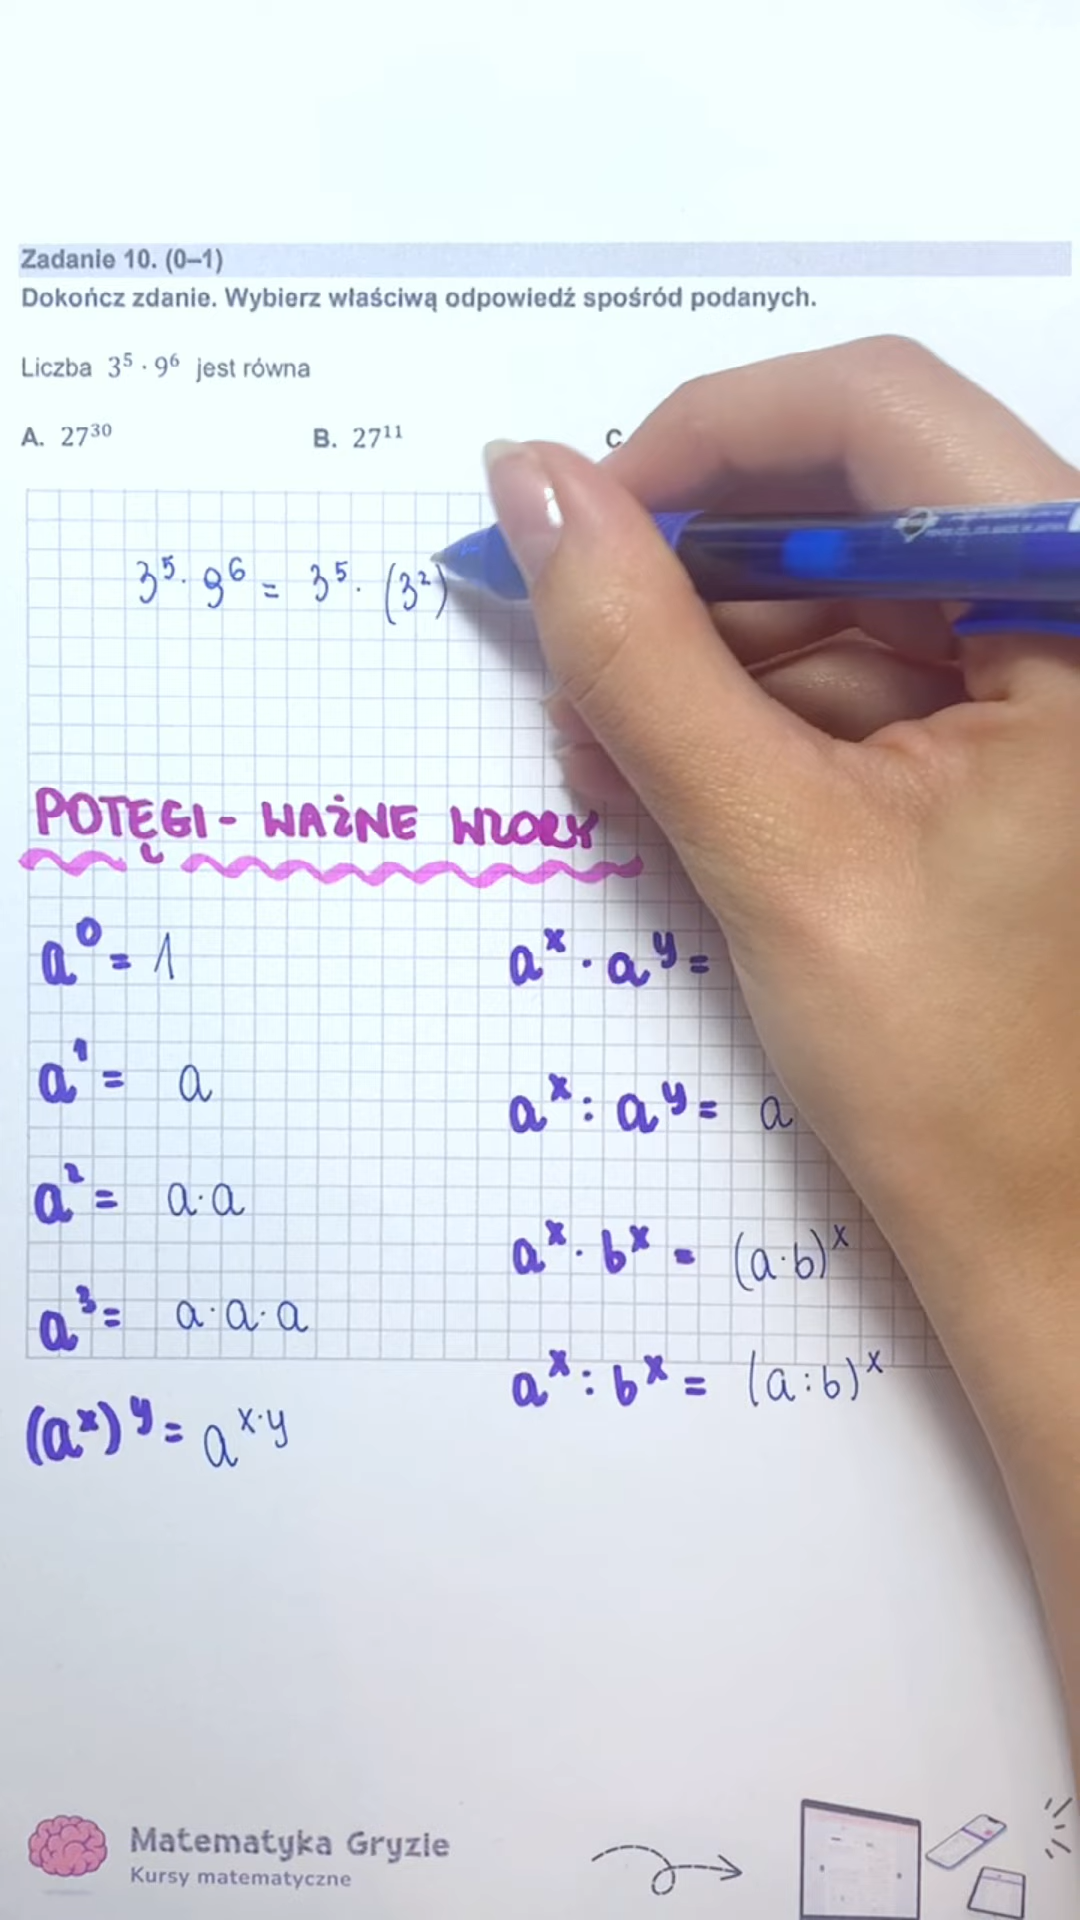 Zadanie 10. (0–1)
Dokończ zdanie. Wybierz właściwą odpowiedź spośród podanych.
Liczba 3⁵ · 9⁶ jest równa
A. 27³⁰ B. 27¹¹ C.
3⁵ · 9⁶ = 3⁵ · (3²)
POTĘGI - WAŻNE WZORY
a⁰ = 1
aˣ · aʸ =
a¹ = a
aˣ : aʸ = a
a² = a·a
aˣ · bˣ = (a·b)ˣ
a³ = a·a·a
aˣ : bˣ = (a:b)ˣ
(aˣ)ʸ = aˣ·ʸ
Matematyka Gryzie
Kursy matematyczne